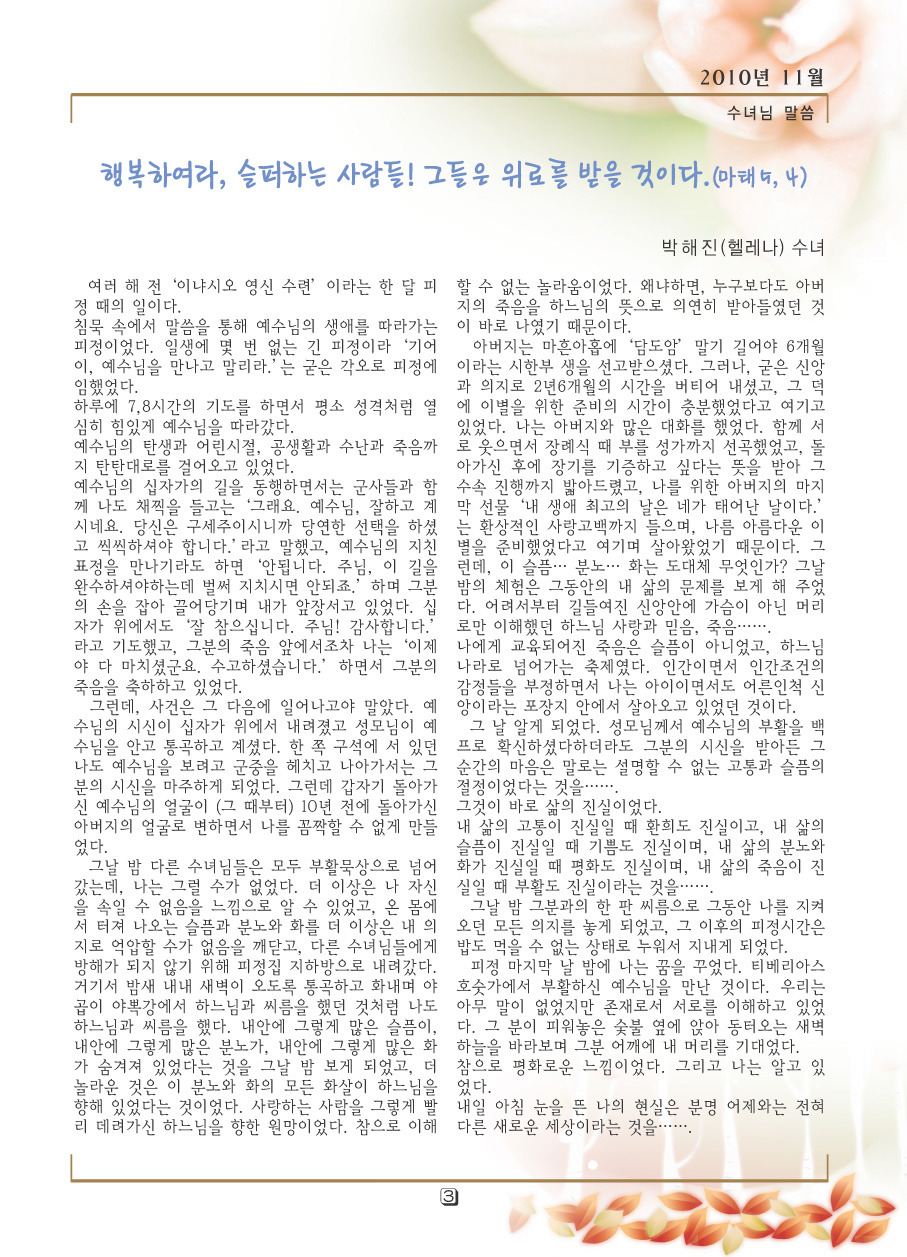 2010년 11월
수녀님 말씀
행복하여라, 슬퍼하는 사람들! 그들은 위로를 받을 것이다.(마태 5, 4)
박해진(헬레나) 수녀
여러 해 전 ‘이냐시오 영신 수련’ 이라는 한 달 피
정 때의 일이다.
침묵 속에서 말씀을 통해 예수님의 생애를 따라가는
피정이었다. 일생에 몇 번 없는 긴 피정이라 ‘기어
이, 예수님을 만나고 말리라.’는 굳은 각오로 피정에
임했었다.
하루에 7,8시간의 기도를 하면서 평소 성격처럼 열
심히 힘있게 예수님을 따라갔다.
예수님의 탄생과 어린시절, 공생활과 수난과 죽음까
지 탄탄대로를 걸어오고 있었다.
예수님의 십자가의 길을 동행하면서는 군사들과 함
께 나도 채찍을 들고는 ‘그래요. 예수님, 잘하고 계
시네요. 당신은 구세주이시니까 당연한 선택을 하셨
고 씩씩하셔야 합니다.’라고 말했고, 예수님의 지친
표정을 만나기라도 하면 ‘안됩니다. 주님, 이 길을
완수하셔야하는데 벌써 지치시면 안되죠.’ 하며 그분
의 손을 잡아 끌어당기며 내가 앞장서고 있었다. 십
자가 위에서도 ‘잘 참으십니다. 주님! 감사합니다.’
라고 기도했고, 그분의 죽음 앞에서조차 나는 ‘이제
야 다 마치셨군요. 수고하셨습니다.’ 하면서 그분의
죽음을 축하하고 있었다.
그런데, 사건은 그 다음에 일어나고야 말았다. 예
수님의 시신이 십자가 위에서 내려졌고 성모님이 예
수님을 안고 통곡하고 계셨다. 한 쪽 구석에 서 있던
나도 예수님을 보려고 군중을 헤치고 나아가서는 그
분의 시신을 마주하게 되었다. 그런데 갑자기 돌아가
신 예수님의 얼굴이 (그 때부터) 10년 전에 돌아가신
아버지의 얼굴로 변하면서 나를 꼼짝할 수 없게 만들
었다.
그날 밤 다른 수녀님들은 모두 부활묵상으로 넘어
갔는데, 나는 그럴 수가 없었다. 더 이상은 나 자신
을 속일 수 없음을 느낌으로 알 수 있었고, 온 몸에
서 터져 나오는 슬픔과 분노와 화를 더 이상은 내 의
지로 억압할 수가 없음을 깨닫고, 다른 수녀님들에게
방해가 되지 않기 위해 피정집 지하방으로 내려갔다.
거기서 밤새 내내 새벽이 오도록 통곡하고 화내며 야
곱이 야뽁강에서 하느님과 씨름을 했던 것처럼 나도
하느님과 씨름을 했다. 내안에 그렇게 많은 슬픔이,
내안에 그렇게 많은 분노가, 내안에 그렇게 많은 화
가 숨겨져 있었다는 것을 그날 밤 보게 되었고, 더
놀라운 것은 이 분노와 화의 모든 화살이 하느님을
향해 있었다는 것이었다. 사랑하는 사람을 그렇게 빨
리 데려가신 하느님을 향한 원망이었다. 참으로 이해
할 수 없는 놀라움이었다. 왜냐하면, 누구보다도 아버
지의 죽음을 하느님의 뜻으로 의연히 받아들였던 것
이 바로 나였기 때문이다.
아버지는 마흔아홉에 ‘담도암’ 말기 길어야 6개월
이라는 시한부 생을 선고받으셨다. 그러나, 굳은 신앙
과 의지로 2년6개월의 시간을 버티어 내셨고, 그 덕
에 이별을 위한 준비의 시간이 충분했었다고 여기고
있었다. 나는 아버지와 많은 대화를 했었다. 함께 서
로 웃으면서 장례식 때 부를 성가까지 선곡했었고, 돌
아가신 후에 장기를 기증하고 싶다는 뜻을 받아 그
수속 진행까지 밟아드렸고, 나를 위한 아버지의 마지
막 선물 ‘내 생애 최고의 날은 네가 태어난 날이다.’
는 환상적인 사랑고백까지 들으며, 나름 아름다운 이
별을 준비했었다고 여기며 살아왔었기 때문이다. 그
런데, 이 슬픔… 분노… 화는 도대체 무엇인가? 그날
밤의 체험은 그동안의 내 삶의 문제를 보게 해 주었
다. 어려서부터 길들여진 신앙안에 가슴이 아닌 머리
로만 이해했던 하느님 사랑과 믿음, 죽음…….
나에게 교육되어진 죽음은 슬픔이 아니었고, 하느님
나라로 넘어가는 축제였다. 인간이면서 인간조건의
감정들을 부정하면서 나는 아이이면서도 어른인척 신
앙이라는 포장지 안에서 살아오고 있었던 것이다.
그 날 알게 되었다. 성모님께서 예수님의 부활을 백
프로 확신하셨다하더라도 그분의 시신을 받아든 그
순간의 마음은 말로는 설명할 수 없는 고통과 슬픔의
절정이었다는 것을…….
그것이 바로 삶의 진실이었다.
내 삶의 고통이 진실일 때 환희도 진실이고, 내 삶의
슬픔이 진실일 때 기쁨도 진실이며, 내 삶의 분노와
화가 진실일 때 평화도 진실이며, 내 삶의 죽음이 진
실일 때 부활도 진실이라는 것을…….
그날 밤 그분과의 한 판 씨름으로 그동안 나를 지켜
오던 모든 의지를 놓게 되었고, 그 이후의 피정시간은
밥도 먹을 수 없는 상태로 누워서 지내게 되었다.
피정 마지막 날 밤에 나는 꿈을 꾸었다. 티베리아스
호숫가에서 부활하신 예수님을 만난 것이다. 우리는
아무 말이 없었지만 존재로서 서로를 이해하고 있었
다. 그 분이 피워놓은 숯불 옆에 앉아 동터오는 새벽
하늘을 바라보며 그분 어깨에 내 머리를 기대었다.
참으로 평화로운 느낌이었다. 그리고 나는 알고 있
었다.
내일 아침 눈을 뜬 나의 현실은 분명 어제와는 전혀
다른 새로운 세상이라는 것을…….
3